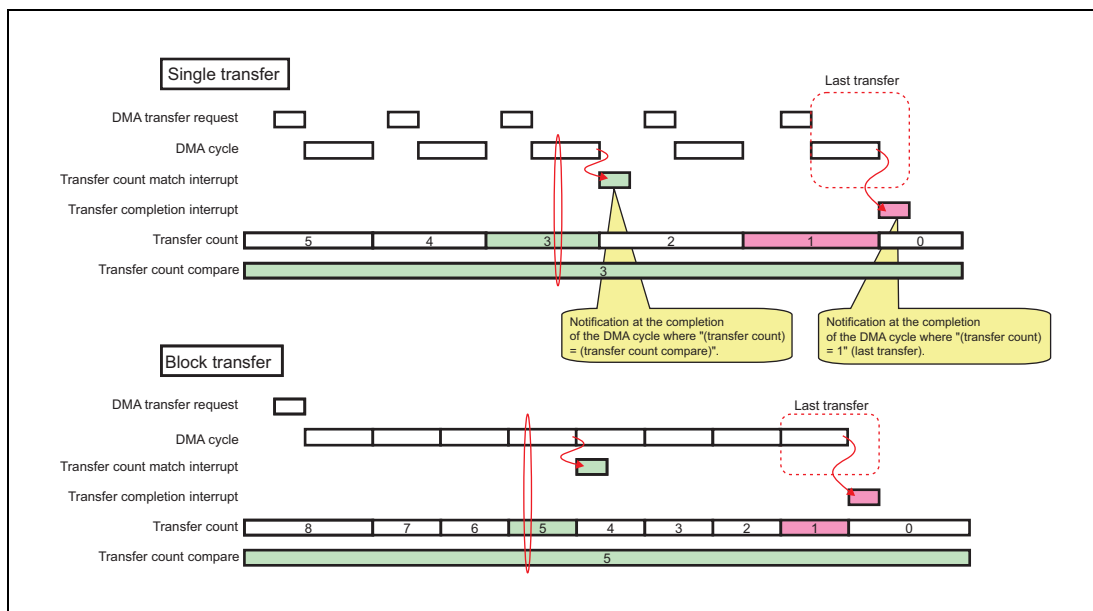 Single transfer
Last transfer
DMA transfer request
DMA cycle
Transfer count match interrupt
Transfer completion interrupt
Transfer count 5 4 3 2 1 0
Transfer count compare 3
Notification at the completion
of the DMA cycle where "(transfer count)
= (transfer count compare)".
Notification at the completion
of the DMA cycle where "(transfer count)
= 1" (last transfer).
Block transfer
DMA transfer request
Last transfer
DMA cycle
Transfer count match interrupt
Transfer completion interrupt
Transfer count 8 7 6 5 4 3 2 1 0
Transfer count compare 5